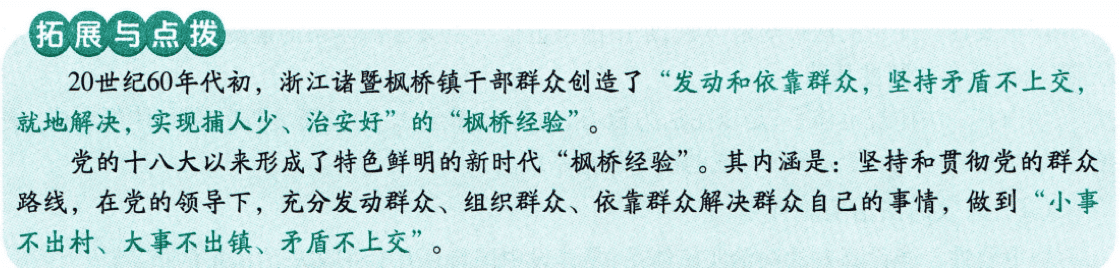 拓展与点拨
20世纪60年代初，浙江诸暨枫桥镇干部群众创造了“发动和依靠群众，坚持矛盾不上交，
就地解决，实现捕人少、治安好”的“枫桥经验”。
党的十八大以来形成了特色鲜明的新时代“枫桥经验”。其内涵是：坚持和贯彻党的群众
路线，在党的领导下，充分发动群众、组织群众、依靠群众解决群众自己的事情，做到“小事
不出村、大事不出镇、矛盾不上交”。